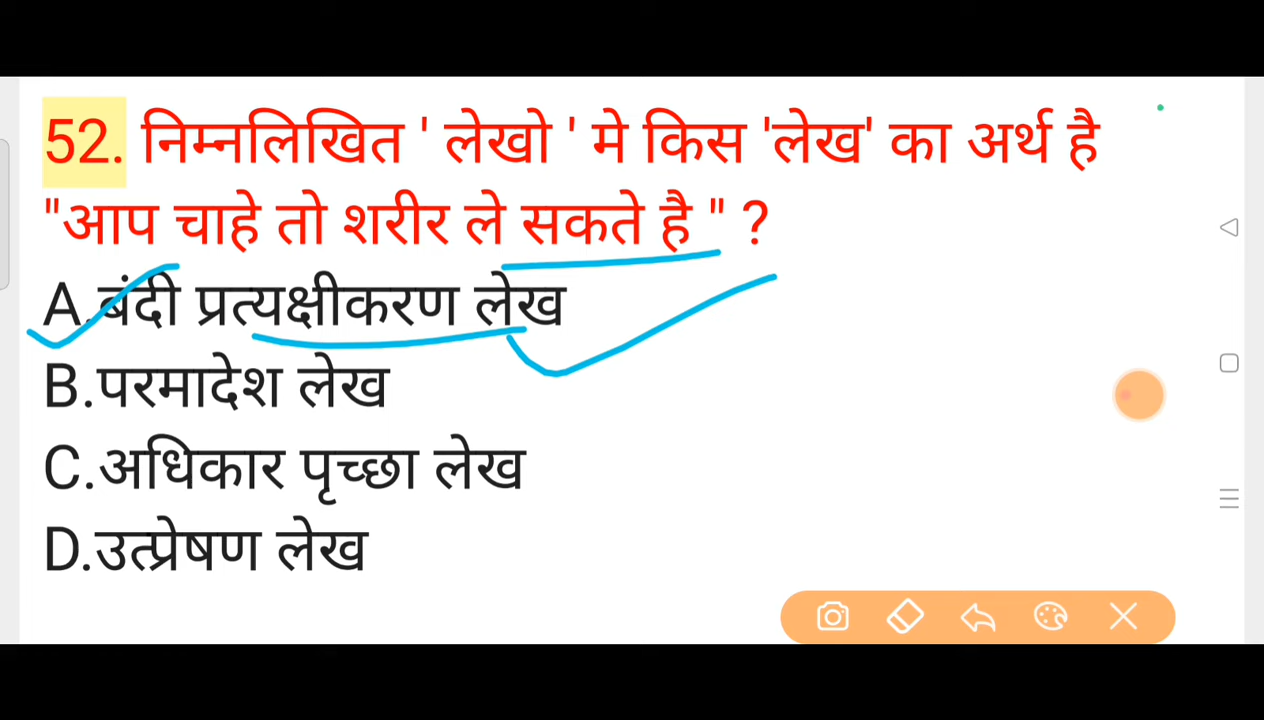 52. निम्नलिखित ' लेखो ' मे किस 'लेख' का अर्थ है
"आप चाहे तो शरीर ले सकते है " ?
A.बंदी प्रत्यक्षीकरण लेख
B.परमादेश लेख
C.अधिकार पृच्छा लेख
D.उत्प्रेषण लेख